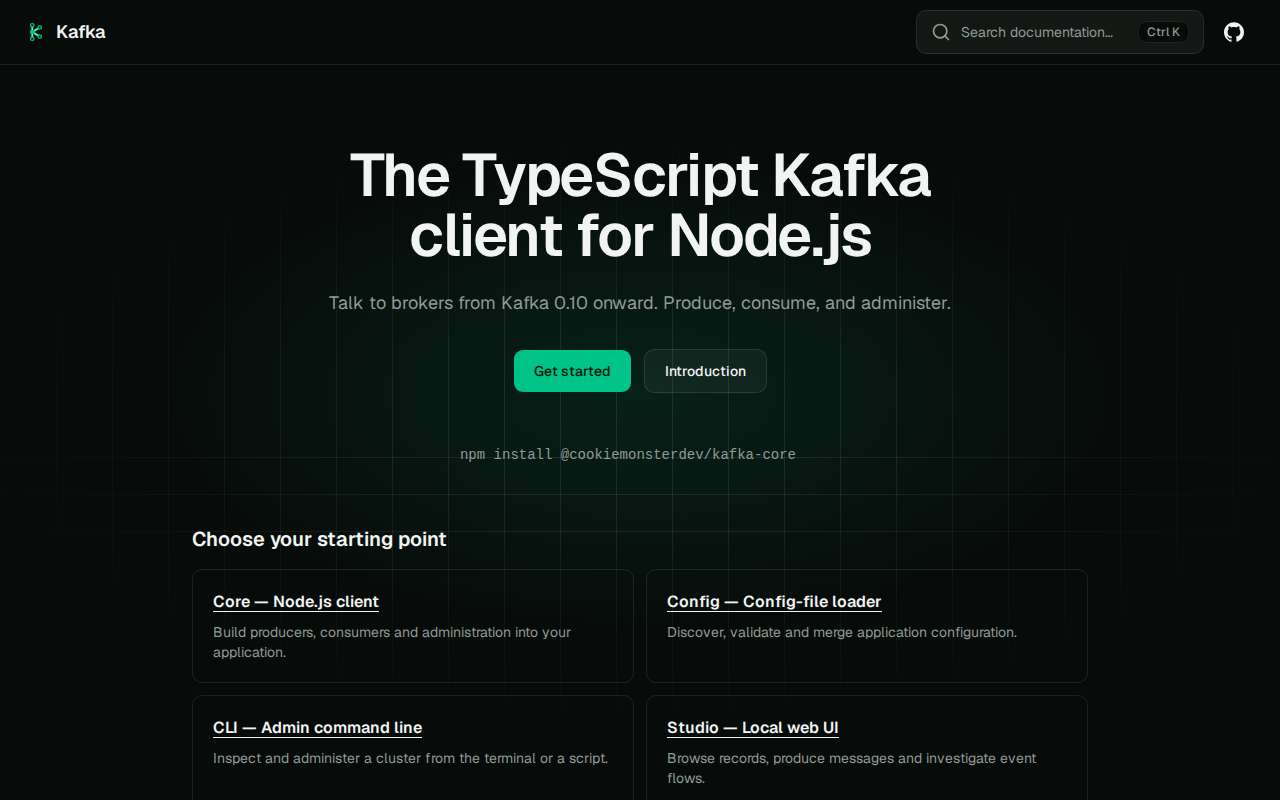 Kafka
Search documentation...
Ctrl K
The TypeScript Kafka
client for Node.js
Talk to brokers from Kafka 0.10 onward. Produce, consume, and administer.
Get started
Introduction
npm install @cookiemonsterdev/kafka-core
Choose your starting point
Core — Node.js client
Build producers, consumers and administration into your
application.
Config — Config-file loader
Discover, validate and merge application configuration.
CLI — Admin command line
Inspect and administer a cluster from the terminal or a script.
Studio — Local web UI
Browse records, produce messages and investigate event
flows.